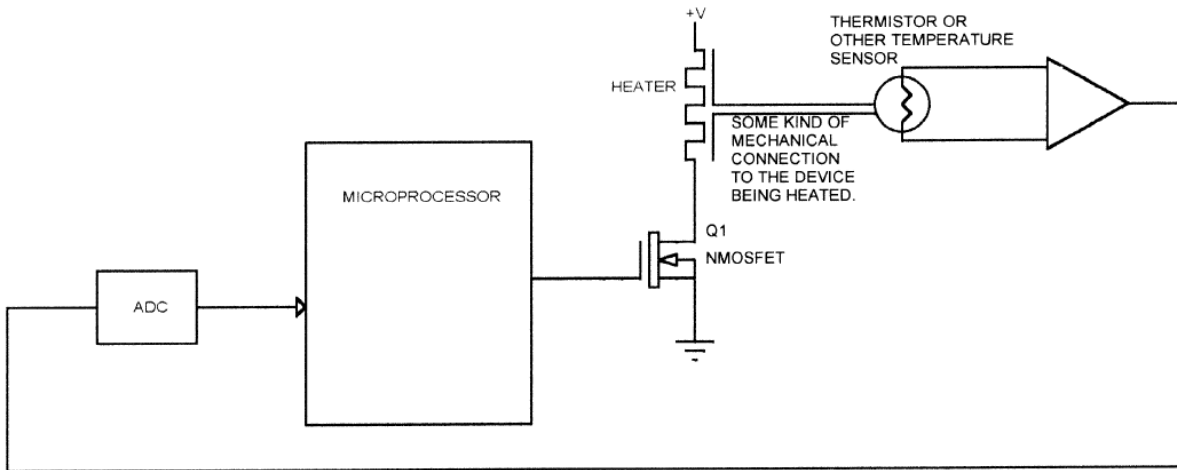 +V
THERMISTOR OR
OTHER TEMPERATURE
SENSOR
HEATER
SOME KIND OF
MECHANICAL
CONNECTION
TO THE DEVICE
BEING HEATED.
MICROPROCESSOR
Q1
NMOSFET
ADC